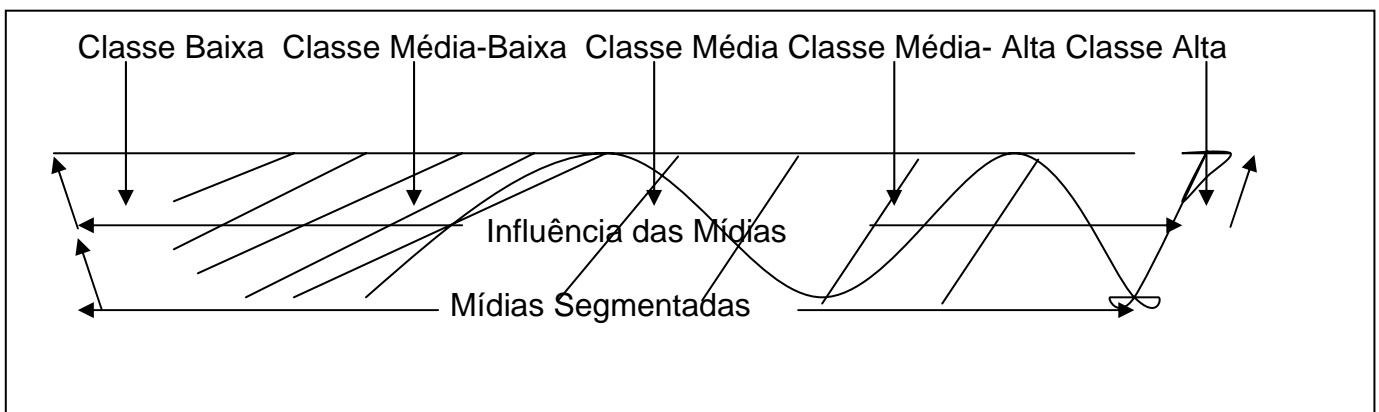 Classe Baixa Classe Média-Baixa Classe Média Classe Média- Alta Classe Alta
Influência das Mídias
Mídias Segmentadas